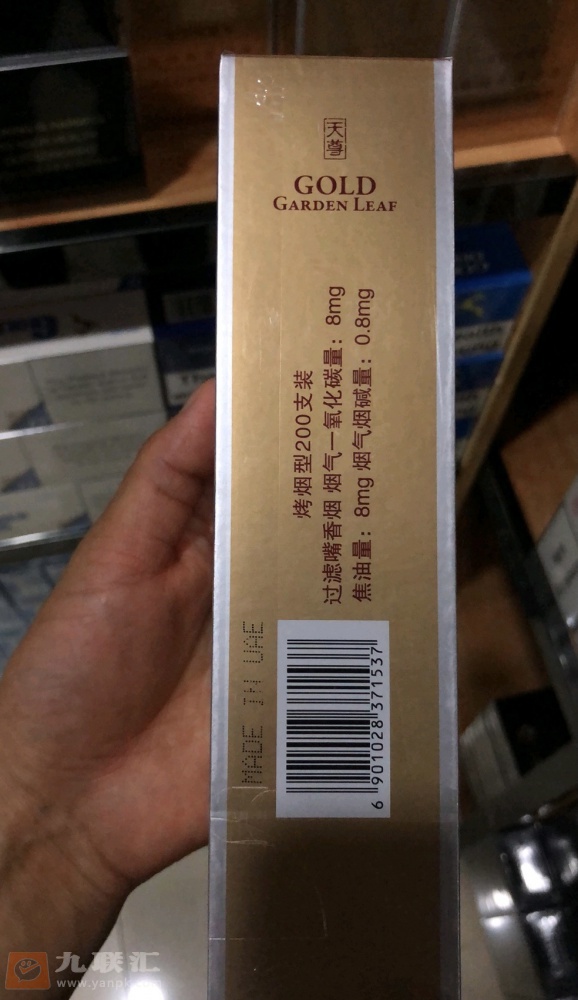 天尊
GOLD
GARDEN LEAF
烤烟型200支装
过滤嘴香烟 烟气一氧化碳量：8mg
焦油量：8mg 烟气烟碱量：0.8mg
MADE IN UAE
6 901028 371537
九联汇